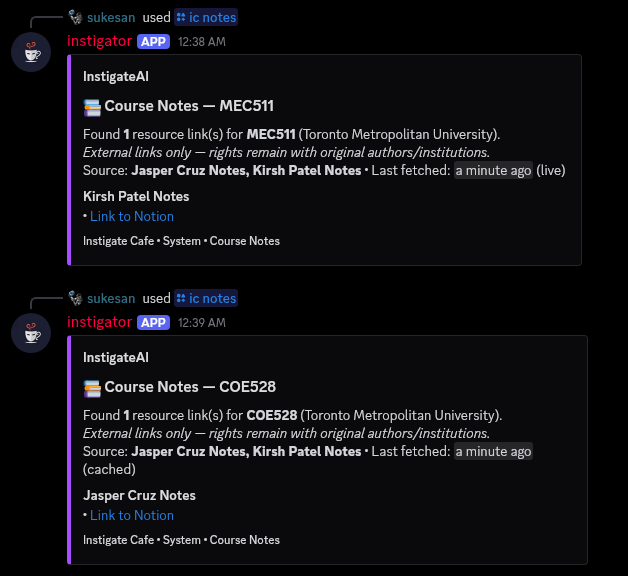 sukesan used ic notes
instigator APP 12:38 AM
InstigateAI
Course Notes — MEC511
Found 1 resource link(s) for MEC511 (Toronto Metropolitan University).
External links only — rights remain with original authors/institutions.
Source: Jasper Cruz Notes, Kirsh Patel Notes • Last fetched: a minute ago (live)
Kirsh Patel Notes
• Link to Notion
Instigate Cafe • System • Course Notes
sukesan used ic notes
instigator APP 12:39 AM
InstigateAI
Course Notes — COE528
Found 1 resource link(s) for COE528 (Toronto Metropolitan University).
External links only — rights remain with original authors/institutions.
Source: Jasper Cruz Notes, Kirsh Patel Notes • Last fetched: a minute ago
(cached)
Jasper Cruz Notes
• Link to Notion
Instigate Cafe • System • Course Notes